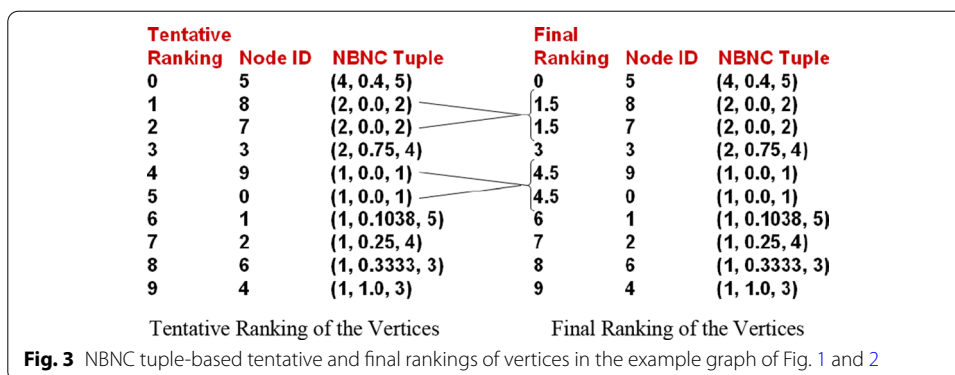 Tentative Final
Ranking Node ID NBNC Tuple Ranking Node ID NBNC Tuple
0 5 (4, 0.4, 5) 0 5 (4, 0.4, 5)
1 8 (2, 0.0, 2) 1.5 8 (2, 0.0, 2)
2 7 (2, 0.0, 2) 1.5 7 (2, 0.0, 2)
3 3 (2, 0.75, 4) 3 3 (2, 0.75, 4)
4 9 (1, 0.0, 1) 4.5 9 (1, 0.0, 1)
5 0 (1, 0.0, 1) 4.5 0 (1, 0.0, 1)
6 1 (1, 0.1038, 5) 6 1 (1, 0.1038, 5)
7 2 (1, 0.25, 4) 7 2 (1, 0.25, 4)
8 6 (1, 0.3333, 3) 8 6 (1, 0.3333, 3)
9 4 (1, 1.0, 3) 9 4 (1, 1.0, 3)
Tentative Ranking of the Vertices Final Ranking of the Vertices
Fig. 3 NBNC tuple-based tentative and final rankings of vertices in the example graph of Fig. 1 and 2